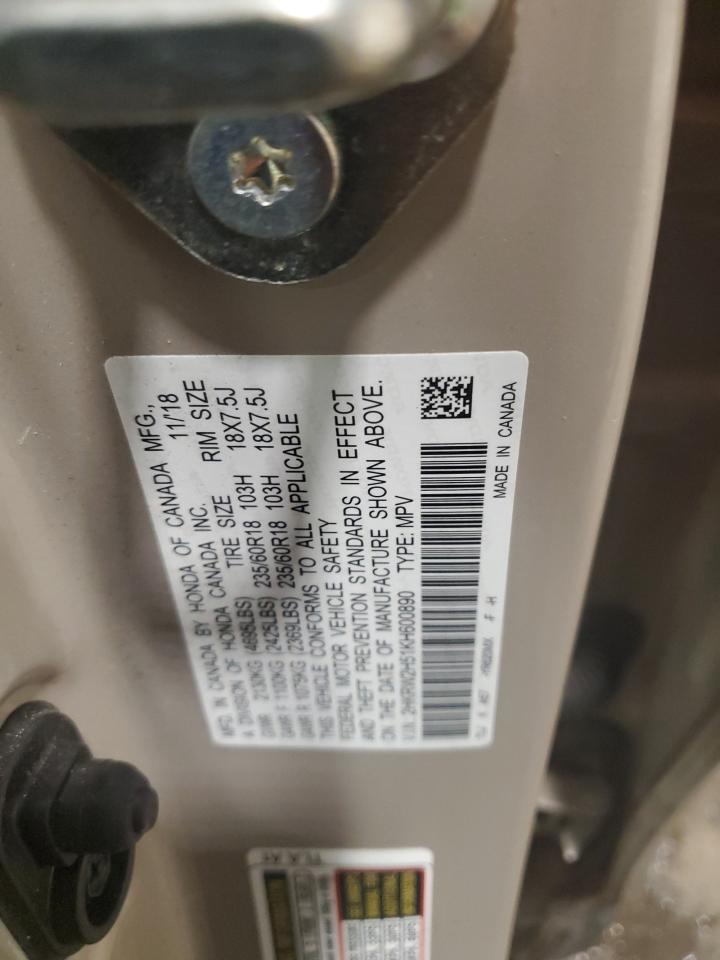 MFD. IN CANADA BY HONDA OF CANADA MFG.,
A DIVISION OF HONDA CANADA INC. 11/18
TIRE SIZE RIM SIZE
GVWR 2130KG (4695LBS)
GAWR F 1100KG (2425LBS) 235/60R18 103H 18X7.5J
GAWR R 1075KG (2369LBS) 235/60R18 103H 18X7.5J
THIS VEHICLE CONFORMS TO ALL APPLICABLE
FEDERAL MOTOR VEHICLE SAFETY
AND THEFT PREVENTION STANDARDS IN EFFECT
ON THE DATE OF MANUFACTURE SHOWN ABOVE.
V.I.N.: 2HKRW2H51KH600890 TYPE: MPV
MADE IN CANADA